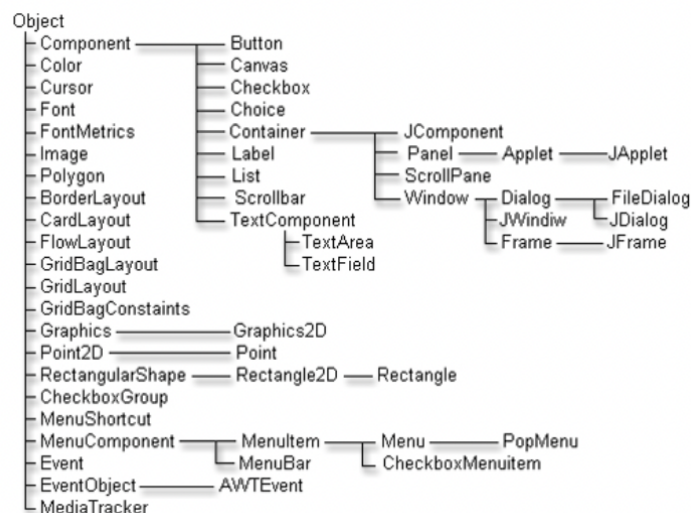 Object
Component Button
Color Canvas
Cursor Checkbox
Font Choice
FontMetrics Container JComponent
Image Label Panel Applet JApplet
Polygon List ScrollPane
BorderLayout Scrollbar Window Dialog FileDialog
CardLayout TextComponent JWindiw JDialog
FlowLayout TextArea Frame JFrame
GridBagLayout TextField
GridLayout
GridBagConstaints
Graphics Graphics2D
Point2D Point
RectangularShape Rectangle2D Rectangle
CheckboxGroup
MenuShortcut
MenuComponent MenuItem Menu PopMenu
Event MenuBar CheckboxMenuitem
EventObject AWTEvent
MediaTracker